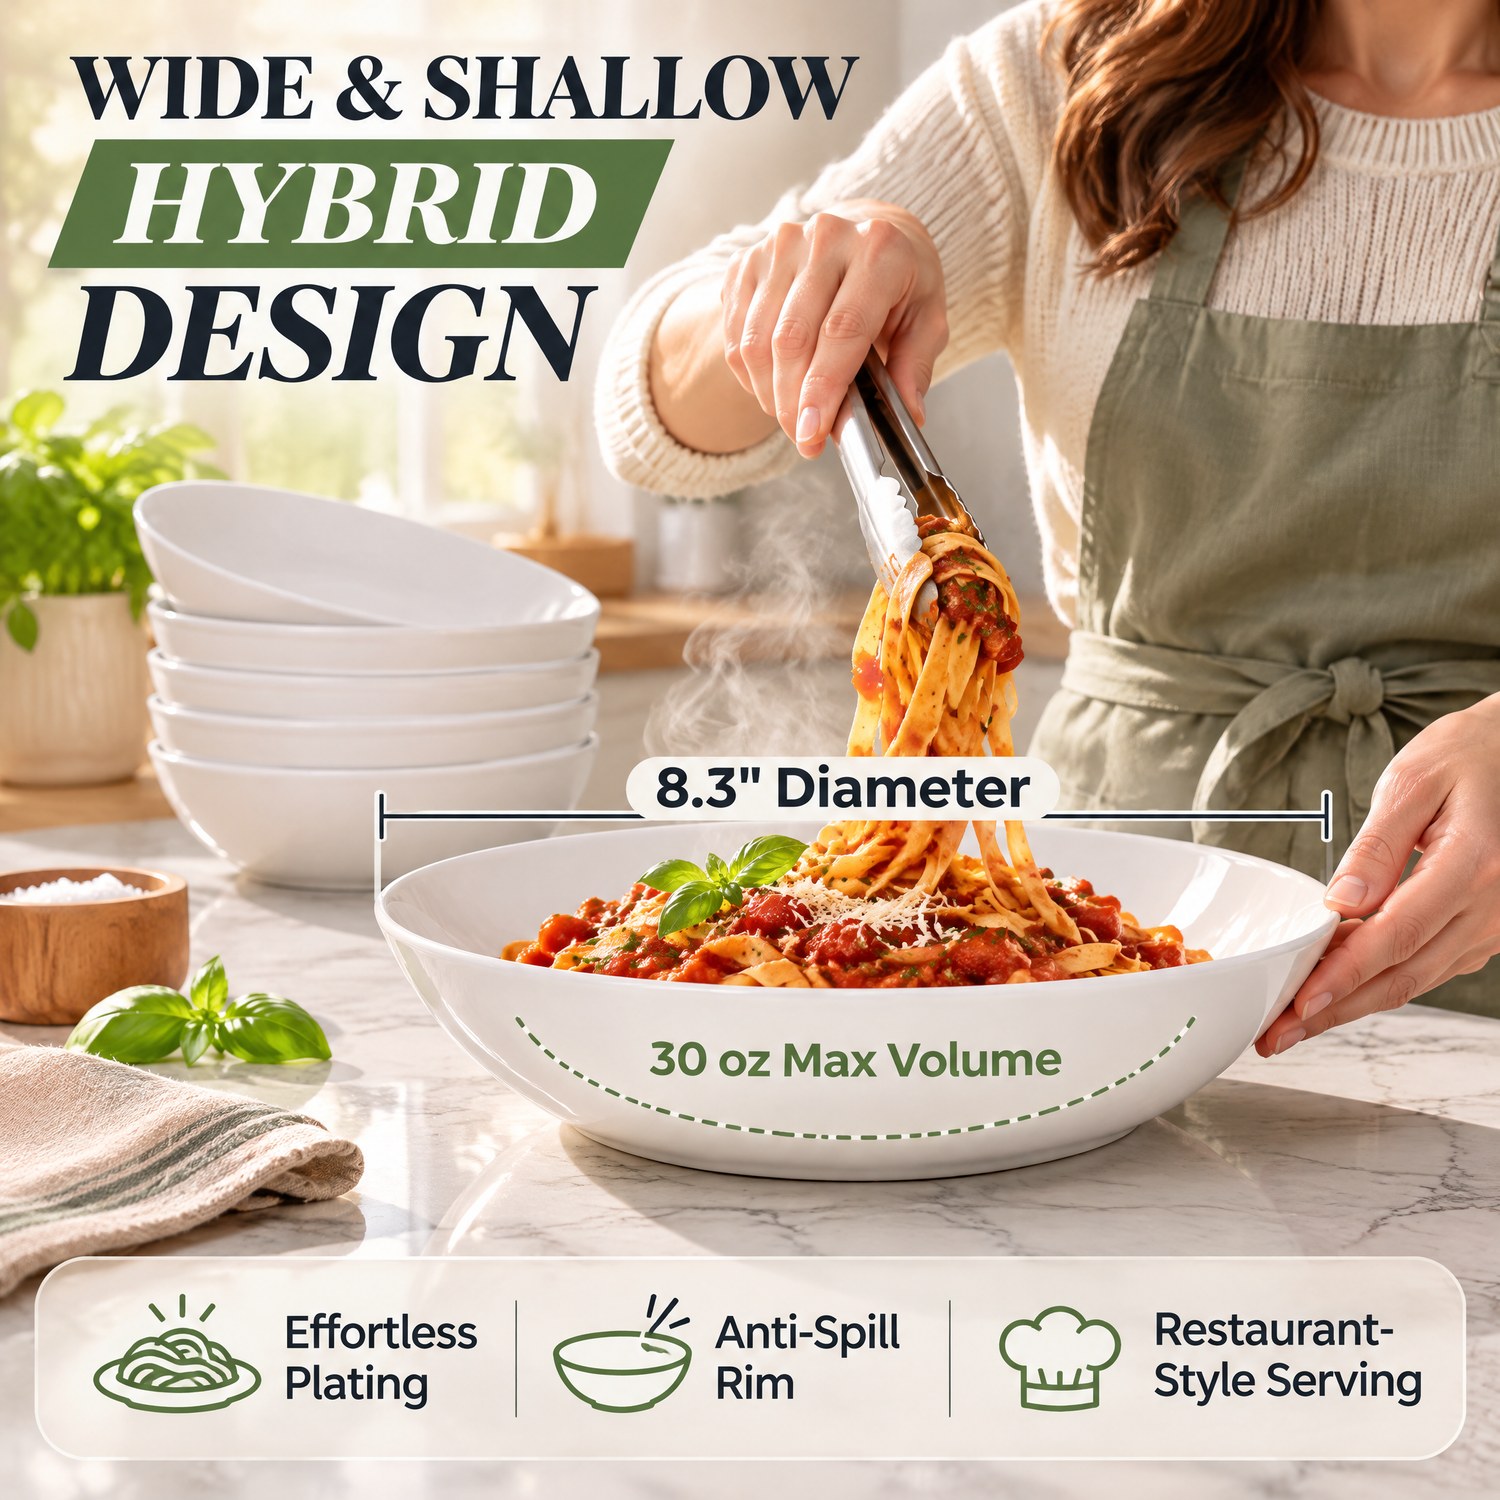 WIDE & SHALLOW
HYBRID
DESIGN
8.3" Diameter
30 oz Max Volume
Effortless
Plating
Anti-Spill
Rim
Restaurant-
Style Serving